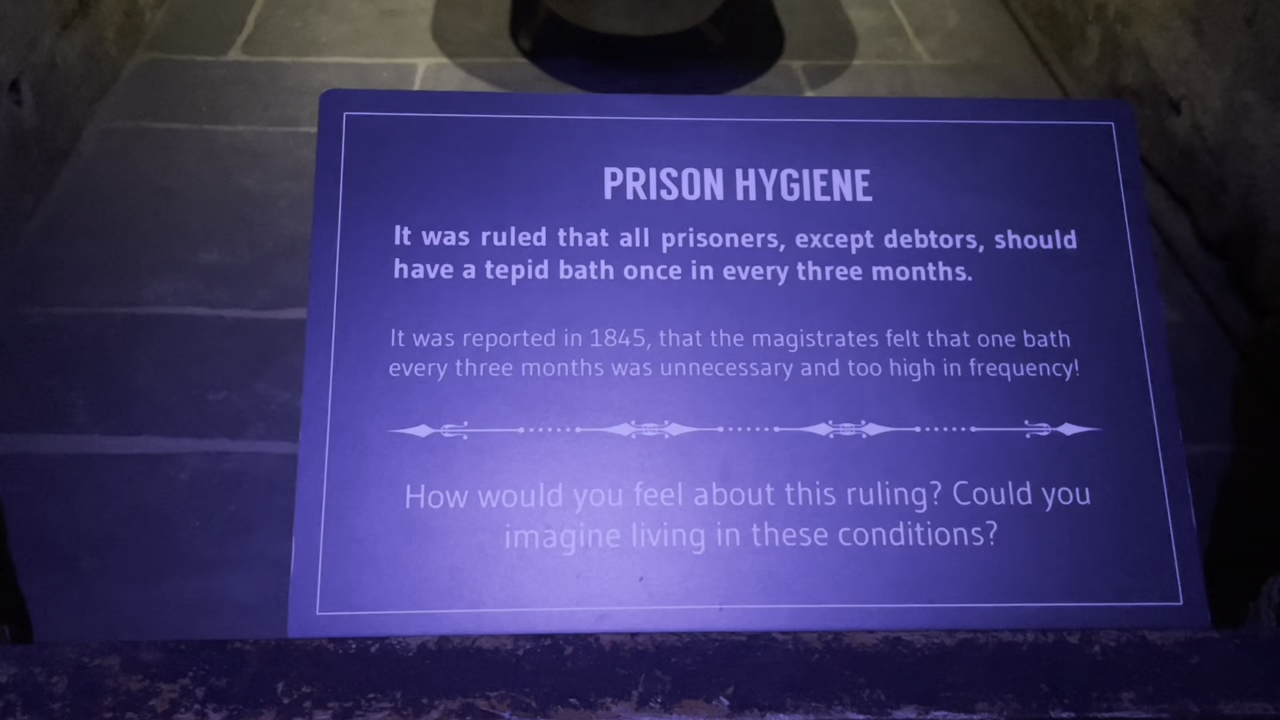 PRISON HYGIENE
It was ruled that all prisoners, except debtors, should
have a tepid bath once in every three months.
It was reported in 1845, that the magistrates felt that one bath
every three months was unnecessary and too high in frequency!
How would you feel about this ruling? Could you
imagine living in these conditions?